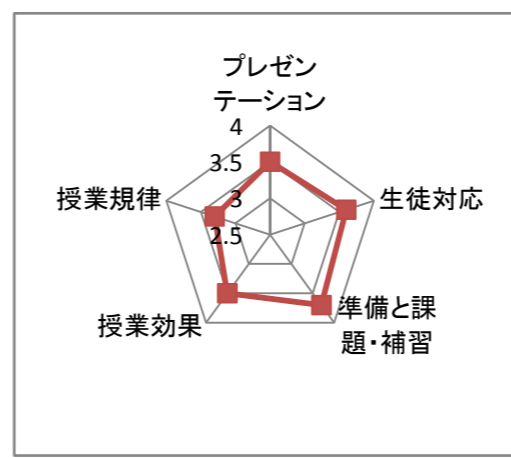 プレゼン
テーション
4
3.5
3
2.5
生徒対応
準備と課
題・補習
授業効果
授業規律